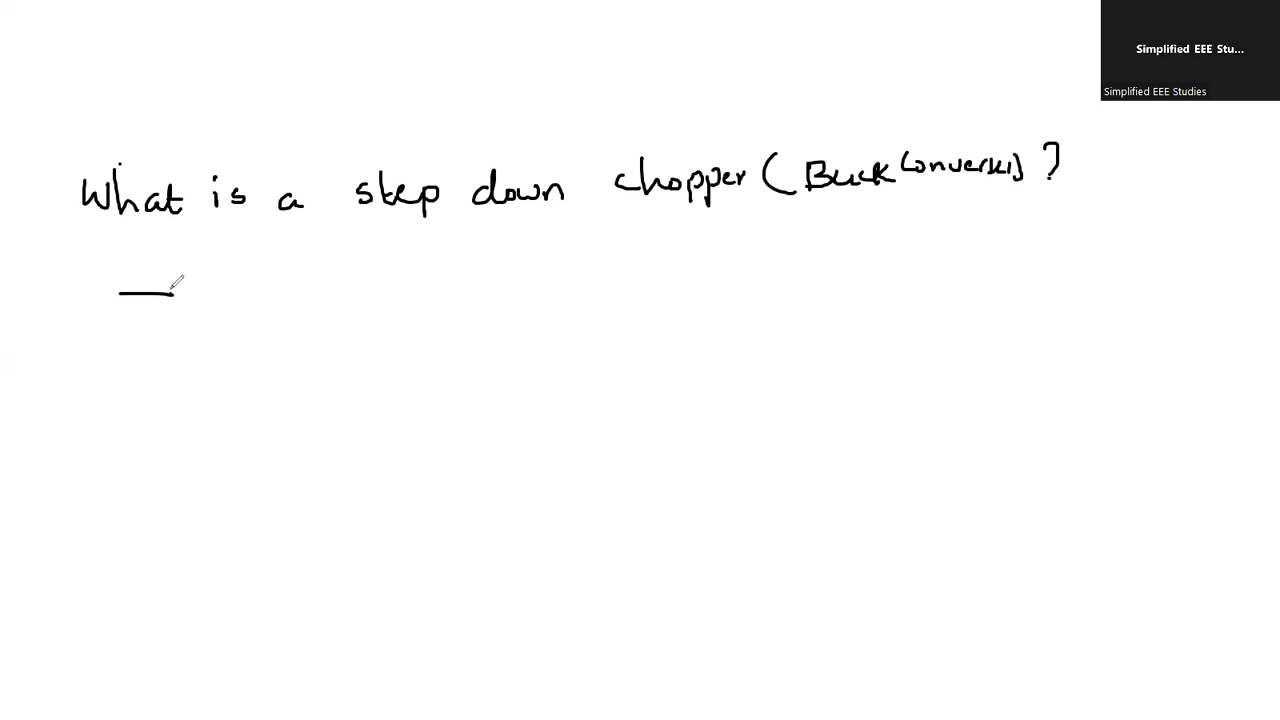 Simplified EEE Stu...
Simplified EEE Studies
What is a step down chopper (Buck Converter) ?